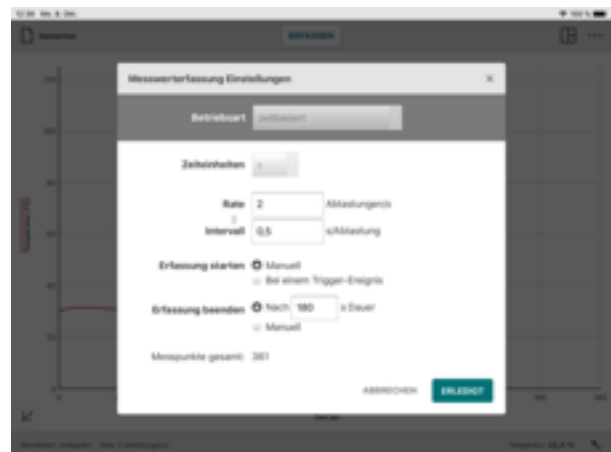 ERFASSEN
Messwerterfassung Einstellungen ×
Betriebsart zeitbasiert
Zeiteinheiten s
Rate 2 Abtastungen/s
Intervall 0,5 s/Abtastung
Erfassung starten Manuell
Bei einem Trigger-Ereignis
Erfassung beenden Nach 180 s Dauer
Manuell
Messpunkte gesamt: 361
ABBRECHEN ERLEDIGT